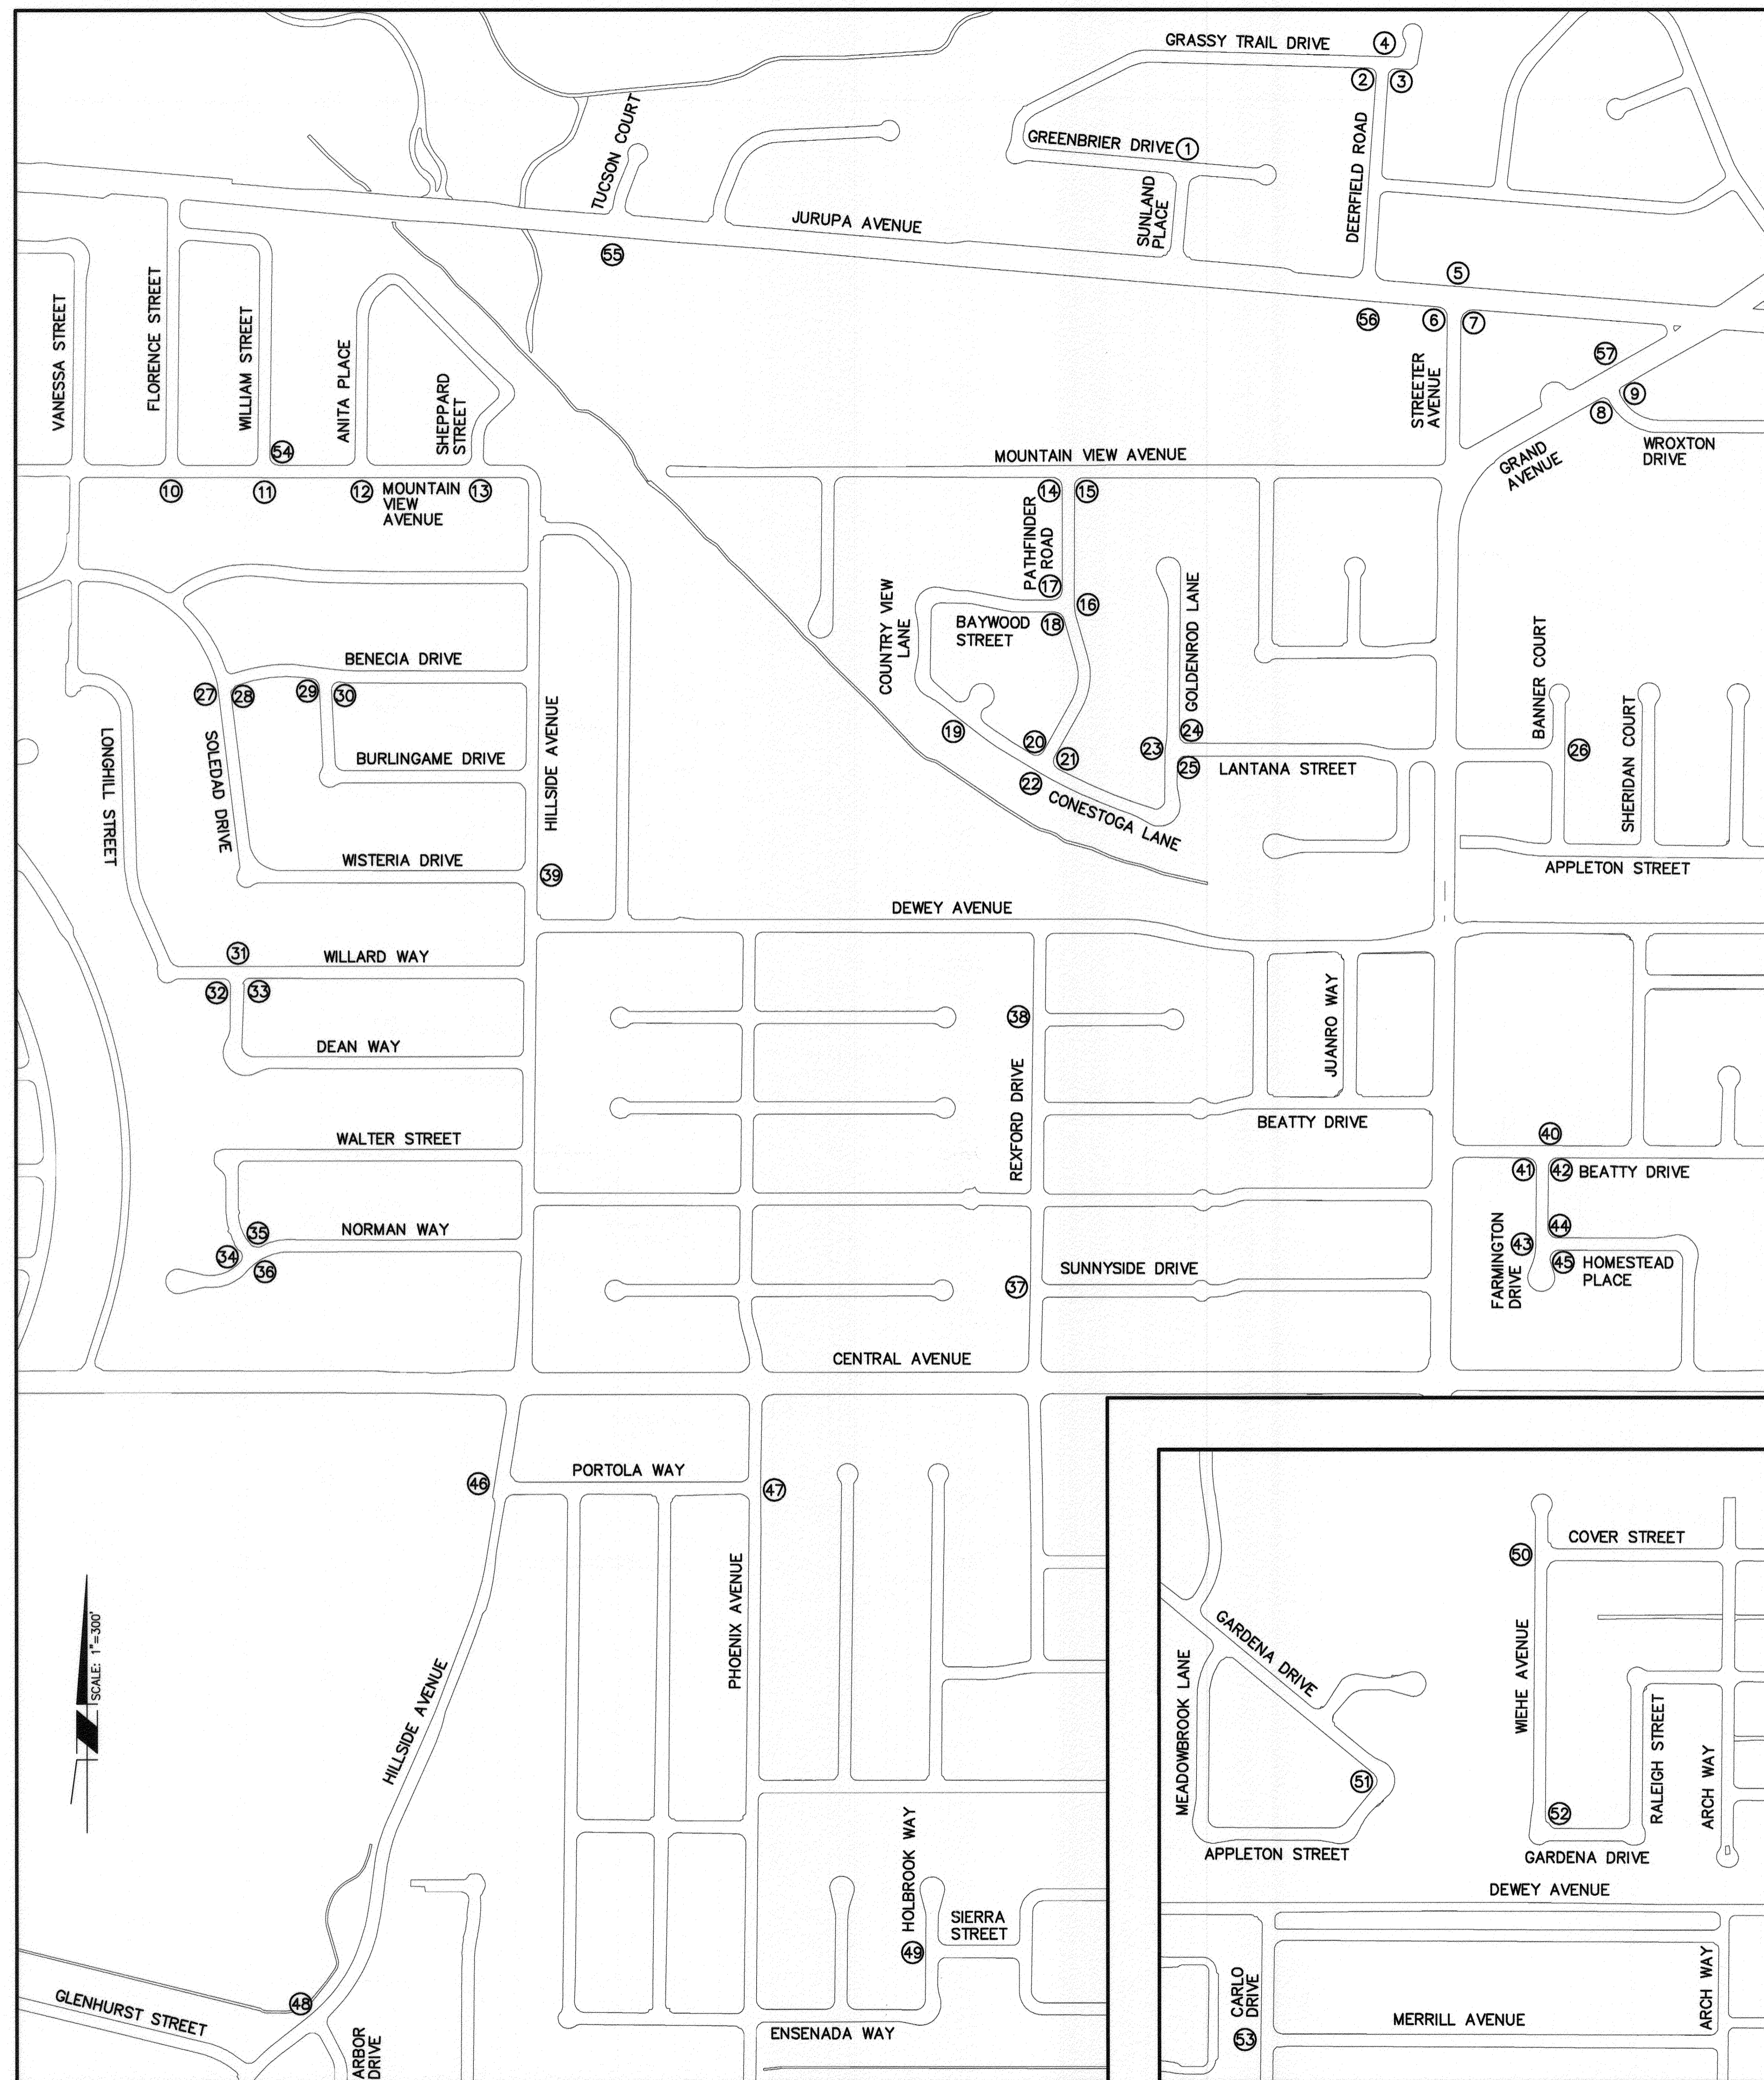 GRASSY TRAIL DRIVE
4
2
3
TUCSON COURT
GREENBRIER DRIVE
1
DEERFIELD ROAD
SUNLAND
PLACE
JURUPA AVENUE
55
5
56
6
7
VANESSA STREET
FLORENCE STREET
WILLIAM STREET
ANITA PLACE
SHEPPARD
STREET
STREETER
AVENUE
57
9
8
WROXTON
DRIVE
GRAND
AVENUE
54
MOUNTAIN VIEW AVENUE
10
11
12
MOUNTAIN
VIEW
AVENUE
13
14
15
PATHFINDER
ROAD
17
16
18
COUNTRY VIEW
LANE
BAYWOOD
STREET
GOLDENROD LANE
BANNER COURT
SHERIDAN COURT
BENECIA DRIVE
27
28
29
30
19
20
21
22
23
24
25
26
LONGHILL STREET
SOLEDAD DRIVE
BURLINGAME DRIVE
HILLSIDE AVENUE
LANTANA STREET
CONESTOGA LANE
WISTERIA DRIVE
39
APPLETON STREET
DEWEY AVENUE
31
WILLARD WAY
32
33
38
JUANRO WAY
DEAN WAY
REXFORD DRIVE
BEATTY DRIVE
WALTER STREET
40
41
42
BEATTY DRIVE
35
NORMAN WAY
34
36
FARMINGTON
DRIVE
43
44
45
HOMESTEAD
PLACE
SUNNYSIDE DRIVE
37
CENTRAL AVENUE
46
PORTOLA WAY
47
COVER STREET
50
PHOENIX AVENUE
SCALE: 1"=300'
HILLSIDE AVENUE
GARDENA DRIVE
MEADOWBROOK LANE
WIEHE AVENUE
RALEIGH STREET
ARCH WAY
51
52
APPLETON STREET
GARDENA DRIVE
DEWEY AVENUE
HOLBROOK WAY
SIERRA
STREET
49
48
GLENHURST STREET
ARBOR
DRIVE
ENSENADA WAY
CARLO
DRIVE
53
MERRILL AVENUE
ARCH WAY